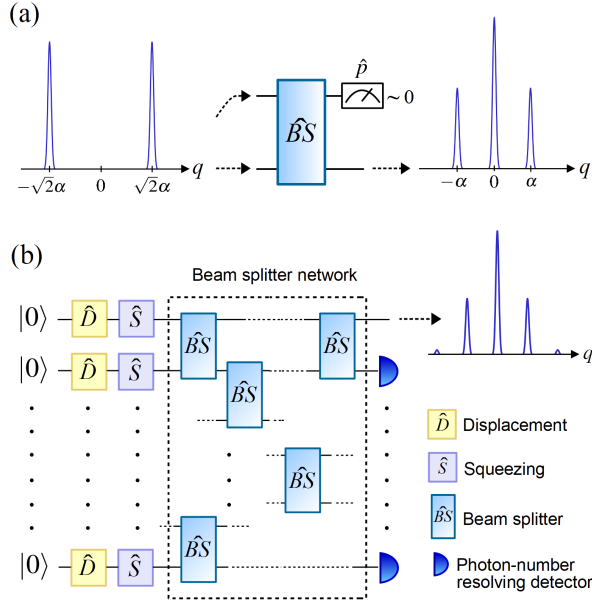 (a)
p̂
~0
B̂S
−√2α 0 √2α q
−α 0 α q
(b)
Beam splitter network
|0⟩ D̂ Ŝ B̂S B̂S
q
|0⟩ D̂ Ŝ B̂S
D̂ Displacement
Ŝ Squeezing
B̂S
B̂S Beam splitter
|0⟩ D̂ Ŝ B̂S
Photon-number
resolving detector